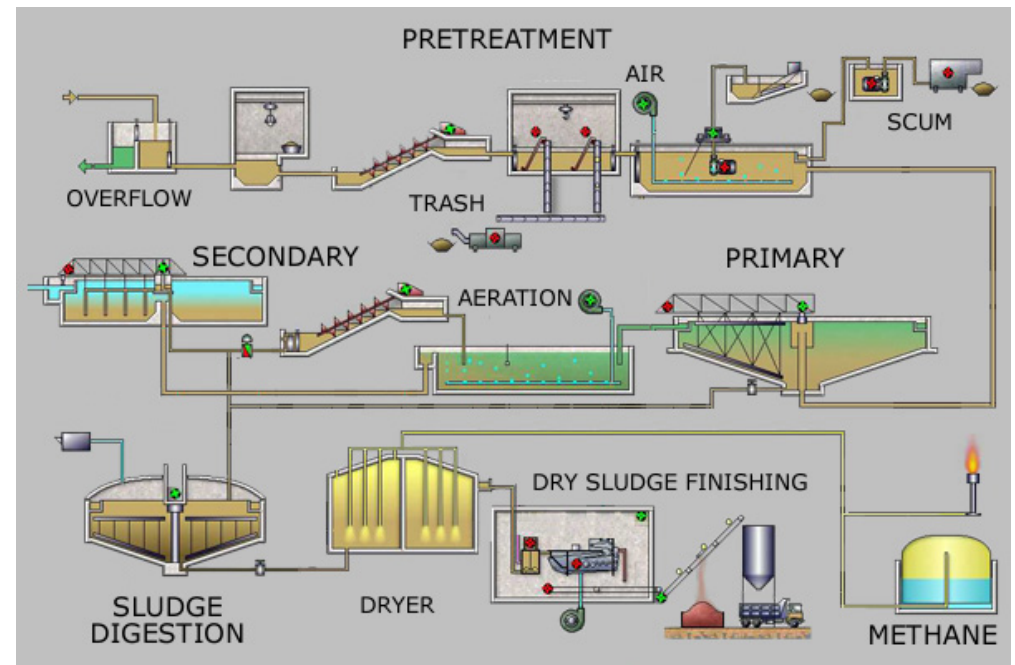 PRETREATMENT
AIR
SCUM
OVERFLOW
TRASH
SECONDARY
PRIMARY
AERATION
DRY SLUDGE FINISHING
SLUDGE
DIGESTION
DRYER
METHANE